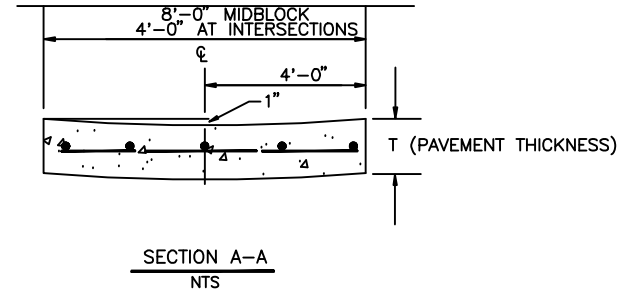 8'-0" MIDBLOCK
4'-0" AT INTERSECTIONS
℄
4'-0"
1"
T (PAVEMENT THICKNESS)
SECTION A-A
NTS